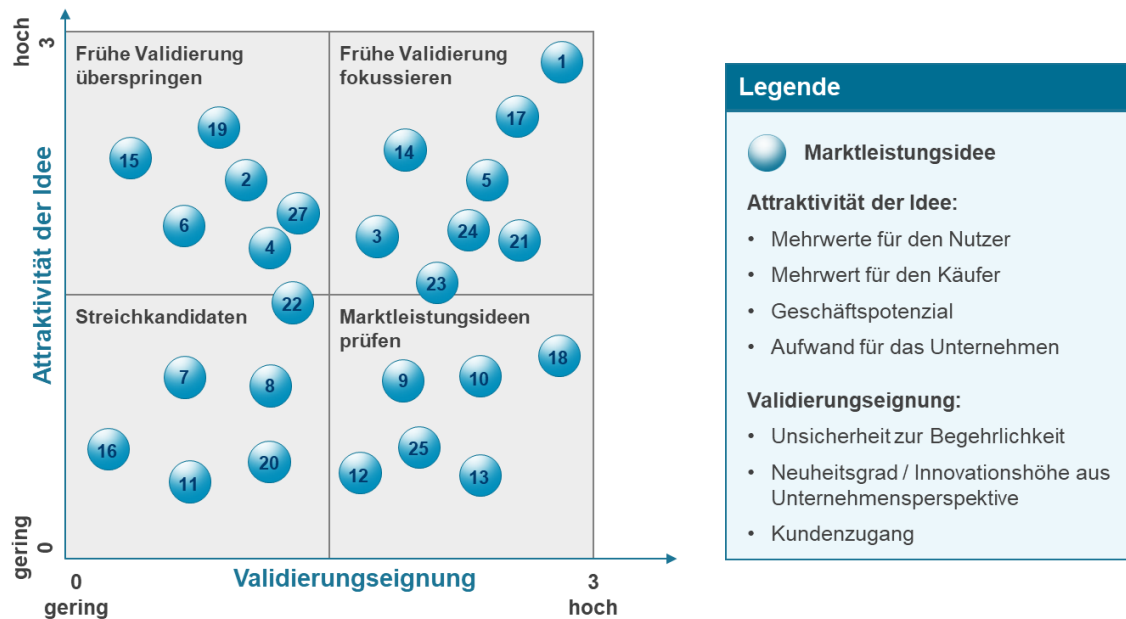 hoch
3
Attraktivität der Idee
0
gering
Frühe Validierung
überspringen
19
15
2
6
27
4
22
Frühe Validierung
fokussieren
1
17
14
5
3
24
21
23
Streichkandidaten
7
8
16
20
11
Marktleistungsideen
prüfen
18
9
10
25
12
13
0
gering
Validierungseignung
3
hoch
Legende
Marktleistungsidee
Attraktivität der Idee:
• Mehrwerte für den Nutzer
• Mehrwert für den Käufer
• Geschäftspotenzial
• Aufwand für das Unternehmen
Validierungseignung:
• Unsicherheit zur Begehrlichkeit
• Neuheitsgrad / Innovationshöhe aus
Unternehmensperspektive
• Kundenzugang